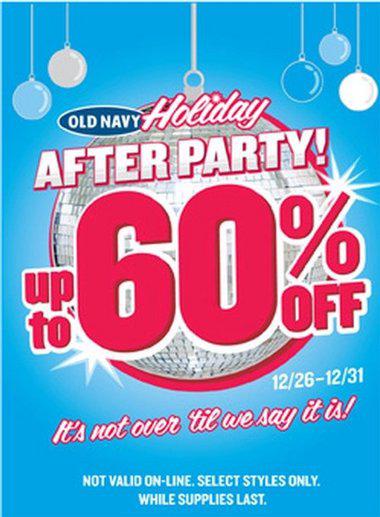 OLD NAVY Holiday
AFTER PARTY!
up to 60% OFF
12/26-12/31
It's not over 'til we say it is!
NOT VALID ON-LINE. SELECT STYLES ONLY.
WHILE SUPPLIES LAST.